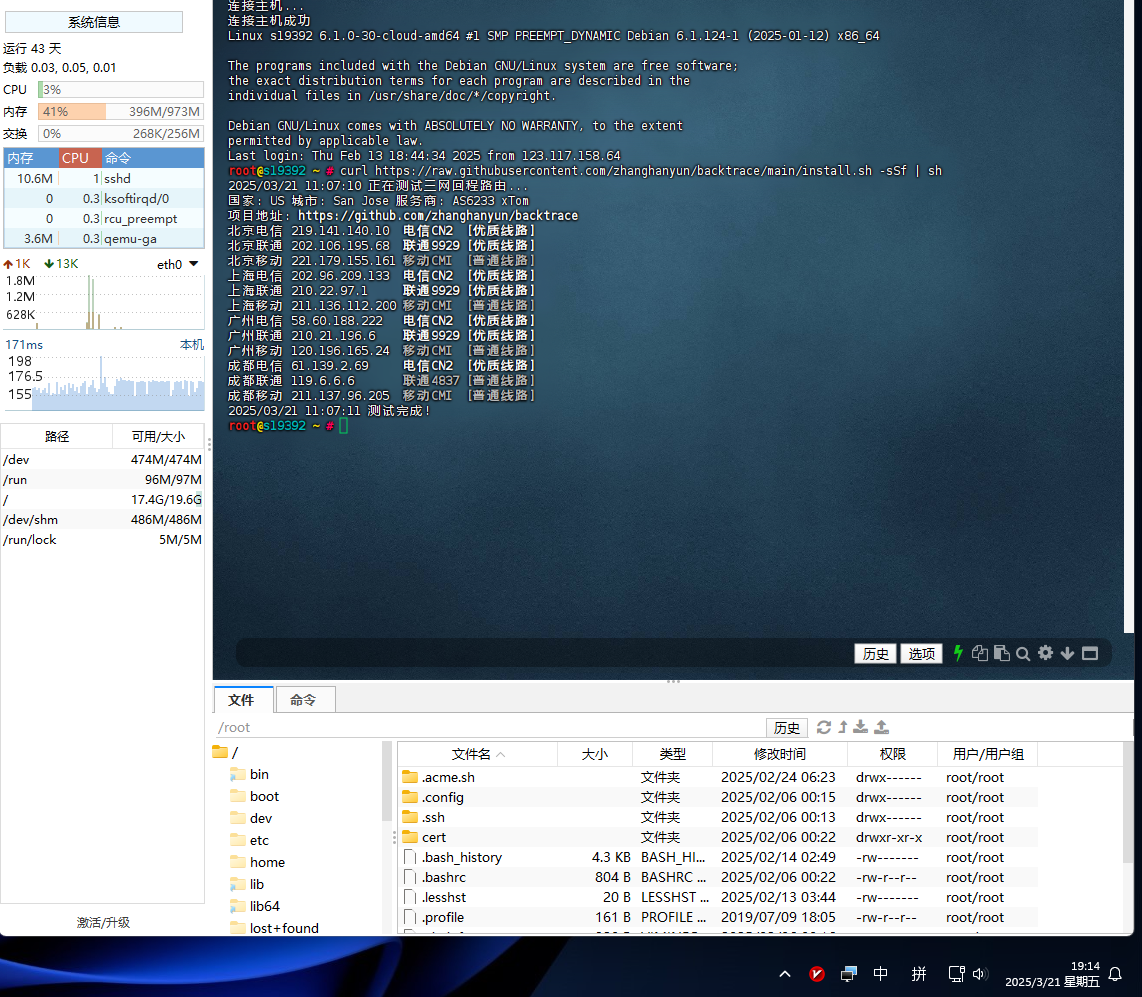 系统信息
运行 43 天
负载 0.03, 0.05, 0.01
CPU 3%
内存 41% 396M/973M
交换 0% 268K/256M
内存 CPU 命令
10.6M 1 sshd
0 0.3 ksoftirqd/0
0 0.3 rcu_preempt
3.6M 0.3 qemu-ga
1K 13K eth0
1.8M
1.2M
628K
171ms 本机
198
176.5
155
路径 可用/大小
/dev 474M/474M
/run 96M/97M
/ 17.4G/19.6G
/dev/shm 486M/486M
/run/lock 5M/5M
激活/升级
连接主机...
连接主机成功
Linux s19392 6.1.0-30-cloud-amd64 #1 SMP PREEMPT_DYNAMIC Debian 6.1.124-1 (2025-01-12) x86_64
The programs included with the Debian GNU/Linux system are free software;
the exact distribution terms for each program are described in the
individual files in /usr/share/doc/*/copyright.
Debian GNU/Linux comes with ABSOLUTELY NO WARRANTY, to the extent
permitted by applicable law.
Last login: Thu Feb 13 18:44:34 2025 from 123.117.158.64
root@s19392 ~ # curl https://raw.githubusercontent.com/zhanghanyun/backtrace/main/install.sh -sSf | sh
2025/03/21 11:07:10 正在测试三网回程路由...
国家: US 城市: San Jose 服务商: AS6233 xTom
项目地址: https://github.com/zhanghanyun/backtrace
北京电信 219.141.140.10 电信CN2 [优质线路]
北京联通 202.106.195.68 联通9929 [优质线路]
北京移动 221.179.155.161 移动CMI [普通线路]
上海电信 202.96.209.133 电信CN2 [优质线路]
上海联通 210.22.97.1 联通9929 [优质线路]
上海移动 211.136.112.200 移动CMI [普通线路]
广州电信 58.60.188.222 电信CN2 [优质线路]
广州联通 210.21.196.6 联通9929 [优质线路]
广州移动 120.196.165.24 移动CMI [普通线路]
成都电信 61.139.2.69 电信CN2 [优质线路]
成都联通 119.6.6.6 联通4837 [普通线路]
成都移动 211.137.96.205 移动CMI [普通线路]
2025/03/21 11:07:11 测试完成!
root@s19392 ~ #
历史 选项
文件 命令
/root 历史
/
bin
boot
dev
etc
home
lib
lib64
lost+found
文件名 大小 类型 修改时间 权限 用户/用户组
.acme.sh 文件夹 2025/02/24 06:23 drwx------ root/root
.config 文件夹 2025/02/06 00:15 drwx------ root/root
.ssh 文件夹 2025/02/06 00:13 drwx------ root/root
cert 文件夹 2025/02/06 00:22 drwxr-xr-x root/root
.bash_history 4.3 KB BASH_HI... 2025/02/14 02:49 -rw------- root/root
.bashrc 804 B BASHRC ... 2025/02/06 00:22 -rw-r--r-- root/root
.lesshst 20 B LESSHST ... 2025/02/13 03:44 -rw------- root/root
.profile 161 B PROFILE ... 2019/07/09 18:05 -rw-r--r-- root/root
中 拼
19:14
2025/3/21 星期五